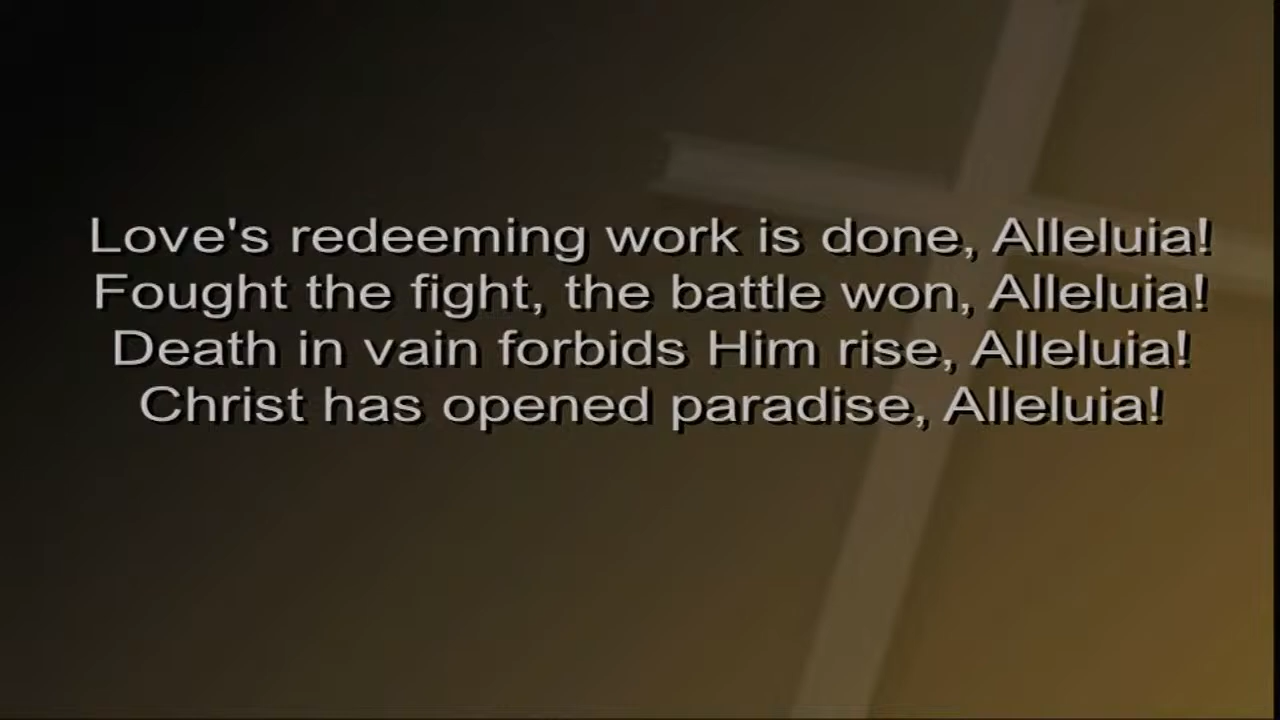 Love's redeeming work is done, Alleluia!
Fought the fight, the battle won, Alleluia!
Death in vain forbids Him rise, Alleluia!
Christ has opened paradise, Alleluia!